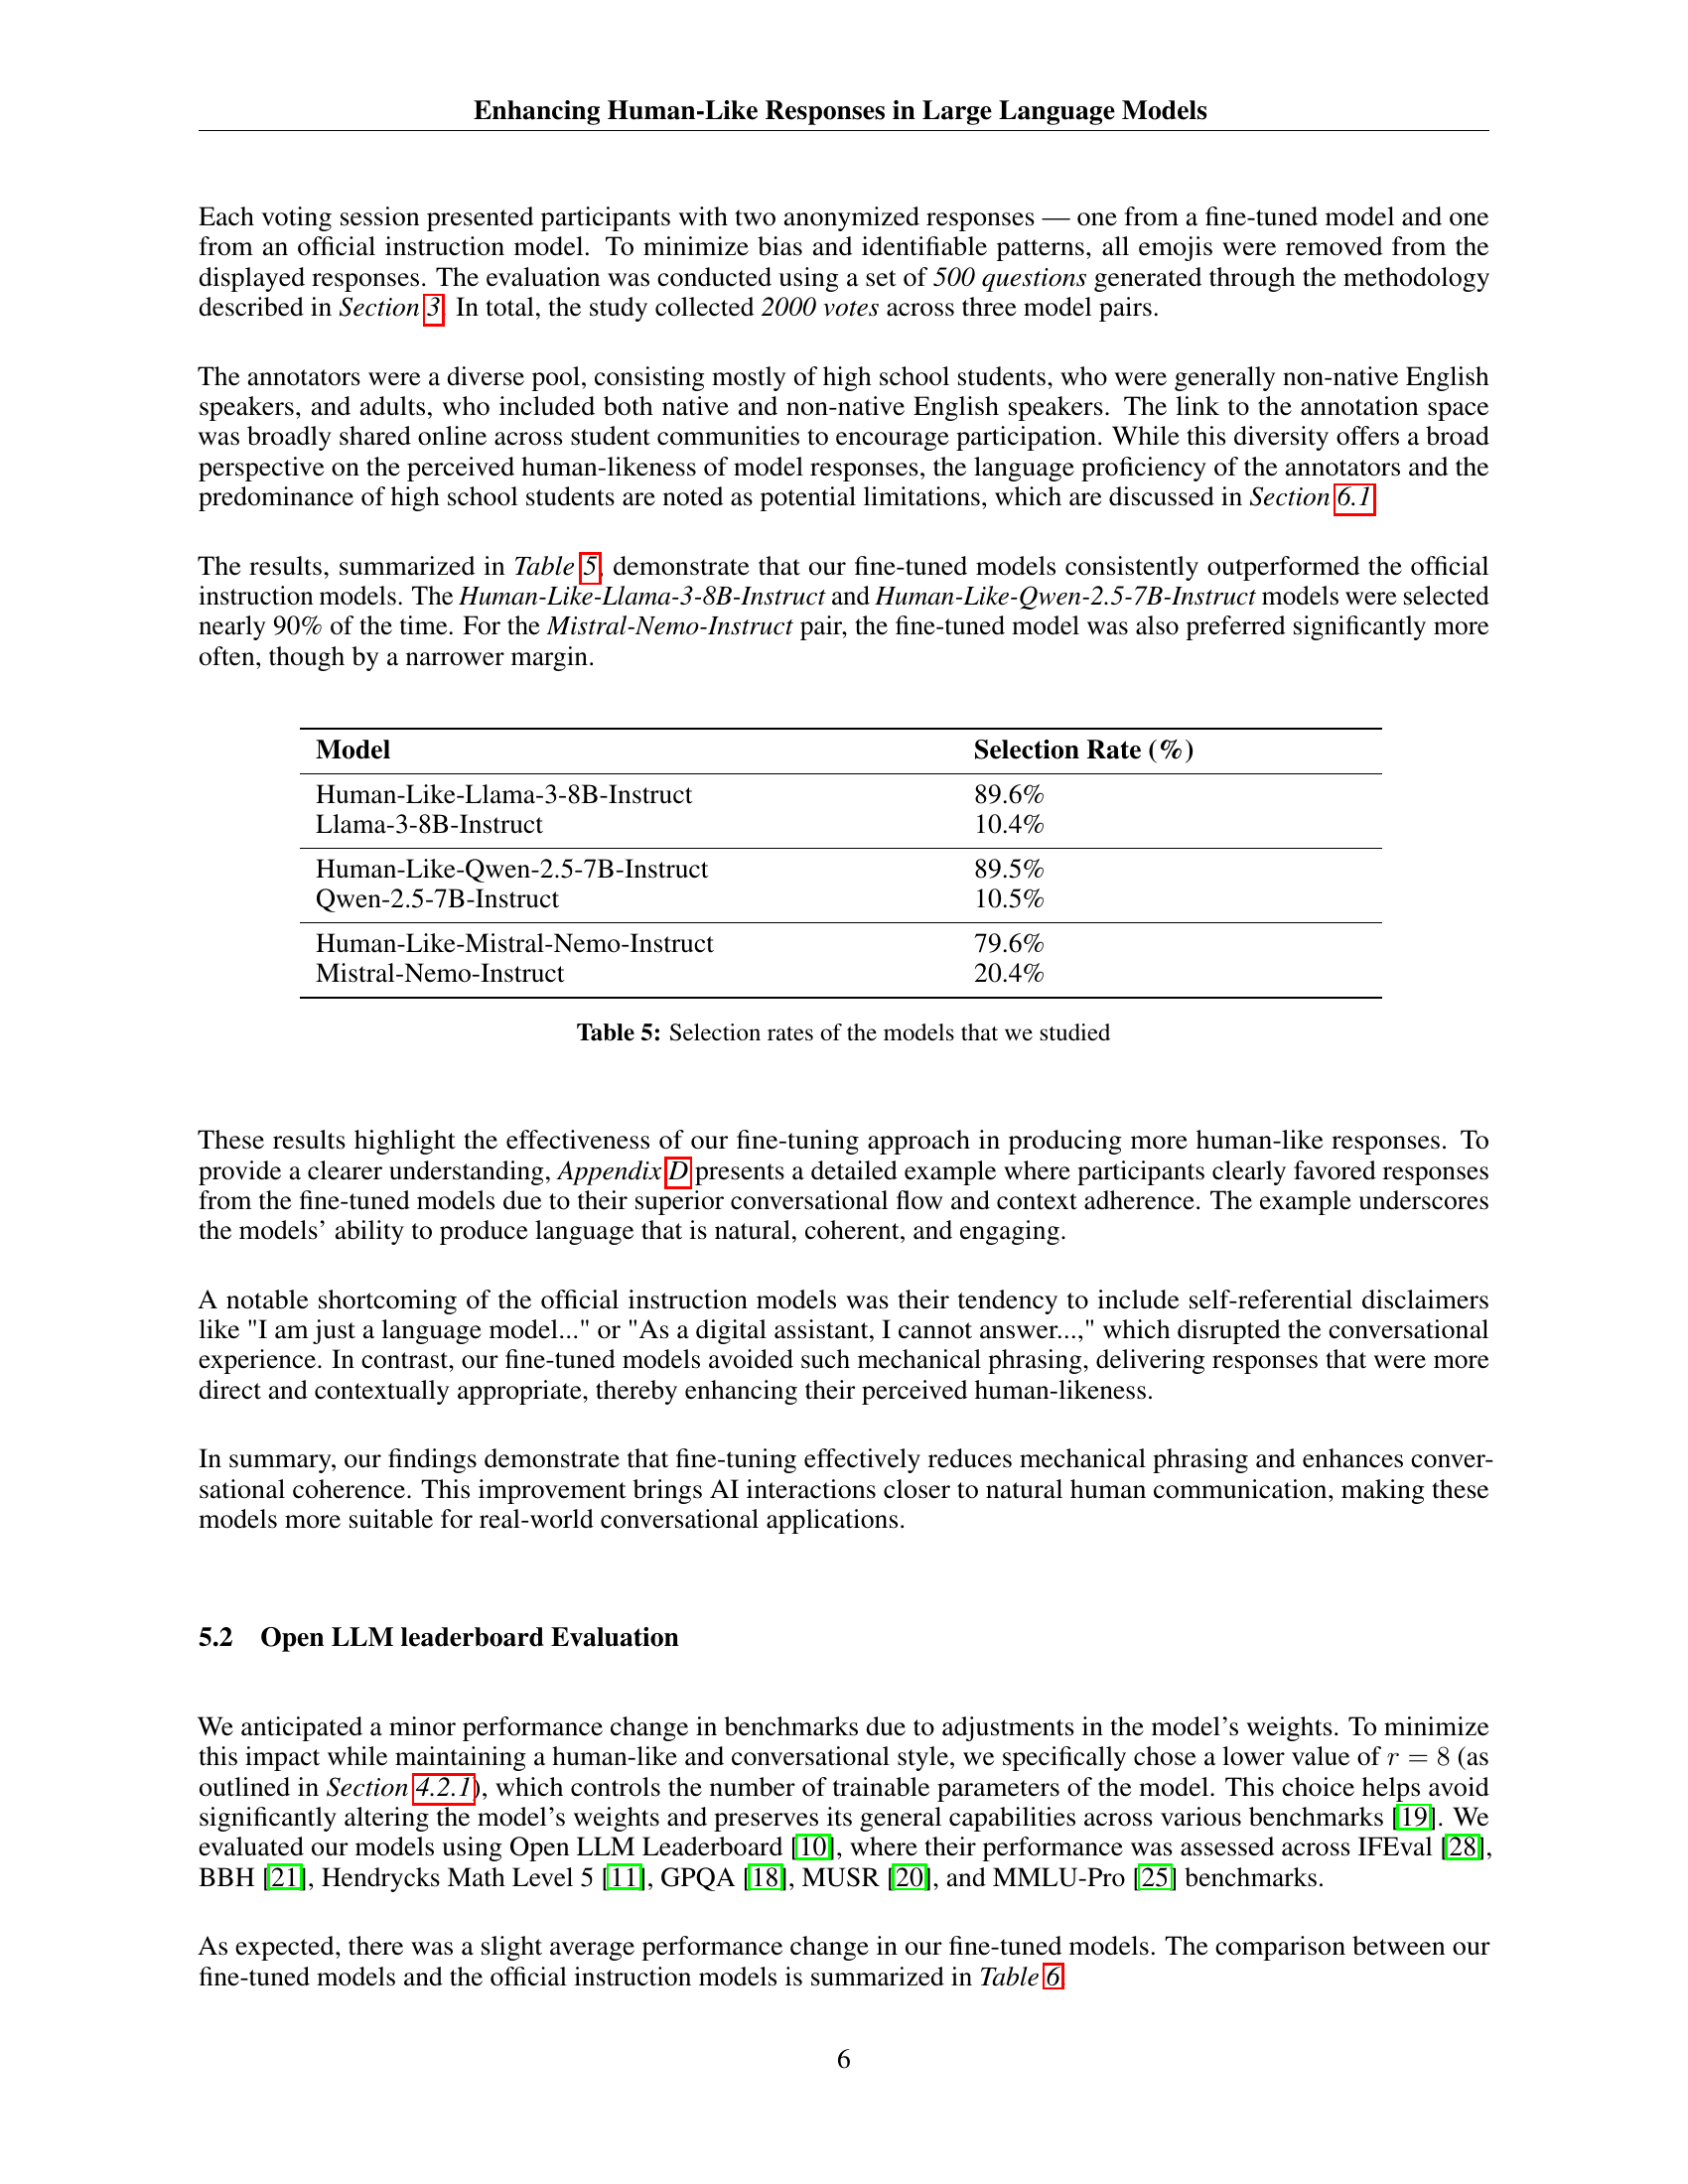 Enhancing Human-Like Responses in Large Language Models
Each voting session presented participants with two anonymized responses — one from a fine-tuned model and one
from an official instruction model. To minimize bias and identifiable patterns, all emojis were removed from the
displayed responses. The evaluation was conducted using a set of 500 questions generated through the methodology
described in Section 3. In total, the study collected 2000 votes across three model pairs.
The annotators were a diverse pool, consisting mostly of high school students, who were generally non-native English
speakers, and adults, who included both native and non-native English speakers. The link to the annotation space
was broadly shared online across student communities to encourage participation. While this diversity offers a broad
perspective on the perceived human-likeness of model responses, the language proficiency of the annotators and the
predominance of high school students are noted as potential limitations, which are discussed in Section 6.1.
The results, summarized in Table 5, demonstrate that our fine-tuned models consistently outperformed the official
instruction models. The Human-Like-Llama-3-8B-Instruct and Human-Like-Qwen-2.5-7B-Instruct models were selected
nearly 90% of the time. For the Mistral-Nemo-Instruct pair, the fine-tuned model was also preferred significantly more
often, though by a narrower margin.
Model Selection Rate (%)
Human-Like-Llama-3-8B-Instruct 89.6%
Llama-3-8B-Instruct 10.4%
Human-Like-Qwen-2.5-7B-Instruct 89.5%
Qwen-2.5-7B-Instruct 10.5%
Human-Like-Mistral-Nemo-Instruct 79.6%
Mistral-Nemo-Instruct 20.4%
Table 5: Selection rates of the models that we studied
These results highlight the effectiveness of our fine-tuning approach in producing more human-like responses. To
provide a clearer understanding, Appendix D presents a detailed example where participants clearly favored responses
from the fine-tuned models due to their superior conversational flow and context adherence. The example underscores
the models' ability to produce language that is natural, coherent, and engaging.
A notable shortcoming of the official instruction models was their tendency to include self-referential disclaimers
like "I am just a language model..." or "As a digital assistant, I cannot answer...," which disrupted the conversational
experience. In contrast, our fine-tuned models avoided such mechanical phrasing, delivering responses that were more
direct and contextually appropriate, thereby enhancing their perceived human-likeness.
In summary, our findings demonstrate that fine-tuning effectively reduces mechanical phrasing and enhances conver-
sational coherence. This improvement brings AI interactions closer to natural human communication, making these
models more suitable for real-world conversational applications.
5.2 Open LLM leaderboard Evaluation
We anticipated a minor performance change in benchmarks due to adjustments in the model's weights. To minimize
this impact while maintaining a human-like and conversational style, we specifically chose a lower value of r = 8 (as
outlined in Section 4.2.1), which controls the number of trainable parameters of the model. This choice helps avoid
significantly altering the model's weights and preserves its general capabilities across various benchmarks [19]. We
evaluated our models using Open LLM Leaderboard [10], where their performance was assessed across IFEval [28],
BBH [21], Hendrycks Math Level 5 [11], GPQA [18], MUSR [20], and MMLU-Pro [25] benchmarks.
As expected, there was a slight average performance change in our fine-tuned models. The comparison between our
fine-tuned models and the official instruction models is summarized in Table 6.
6